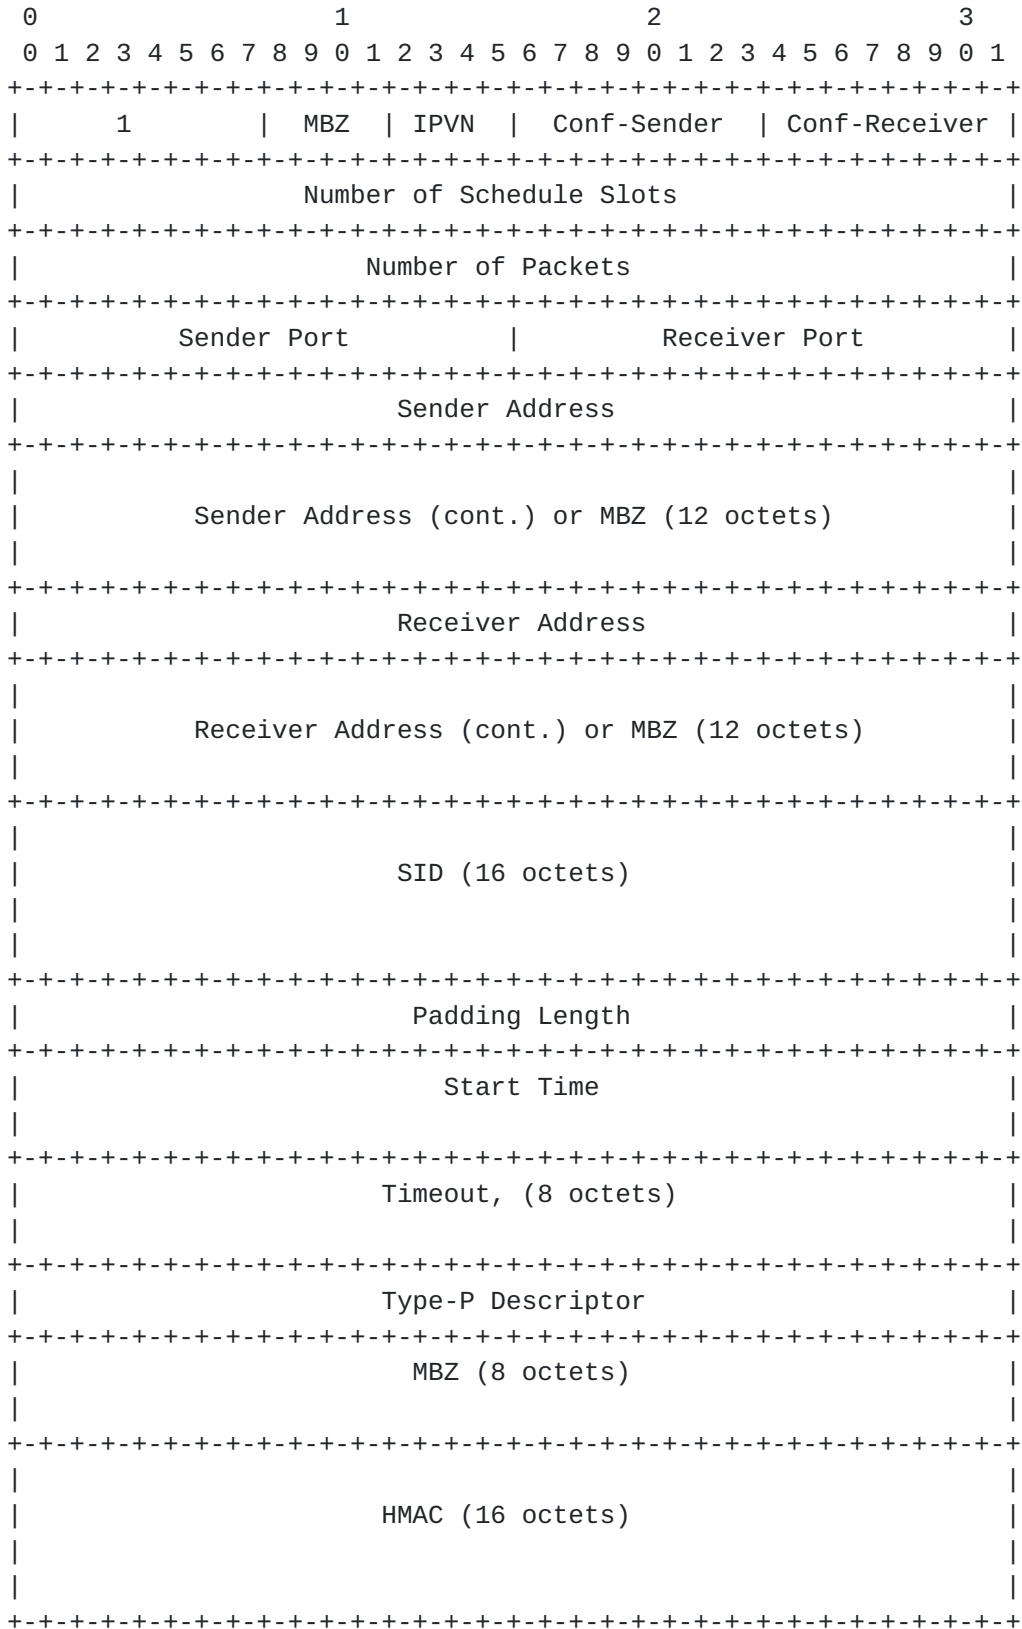 0                   1                   2                   3
0 1 2 3 4 5 6 7 8 9 0 1 2 3 4 5 6 7 8 9 0 1 2 3 4 5 6 7 8 9 0 1
+-+-+-+-+-+-+-+-+-+-+-+-+-+-+-+-+-+-+-+-+-+-+-+-+-+-+-+-+-+-+-+-+
|      1        |  MBZ  | IPVN  |  Conf-Sender  | Conf-Receiver |
+-+-+-+-+-+-+-+-+-+-+-+-+-+-+-+-+-+-+-+-+-+-+-+-+-+-+-+-+-+-+-+-+
|                  Number of Schedule Slots                     |
+-+-+-+-+-+-+-+-+-+-+-+-+-+-+-+-+-+-+-+-+-+-+-+-+-+-+-+-+-+-+-+-+
|                      Number of Packets                        |
+-+-+-+-+-+-+-+-+-+-+-+-+-+-+-+-+-+-+-+-+-+-+-+-+-+-+-+-+-+-+-+-+
|          Sender Port          |         Receiver Port         |
+-+-+-+-+-+-+-+-+-+-+-+-+-+-+-+-+-+-+-+-+-+-+-+-+-+-+-+-+-+-+-+-+
|                        Sender Address                         |
+-+-+-+-+-+-+-+-+-+-+-+-+-+-+-+-+-+-+-+-+-+-+-+-+-+-+-+-+-+-+-+-+
|                                                               |
|           Sender Address (cont.) or MBZ (12 octets)           |
|                                                               |
+-+-+-+-+-+-+-+-+-+-+-+-+-+-+-+-+-+-+-+-+-+-+-+-+-+-+-+-+-+-+-+-+
|                        Receiver Address                       |
+-+-+-+-+-+-+-+-+-+-+-+-+-+-+-+-+-+-+-+-+-+-+-+-+-+-+-+-+-+-+-+-+
|                                                               |
|           Receiver Address (cont.) or MBZ (12 octets)         |
|                                                               |
+-+-+-+-+-+-+-+-+-+-+-+-+-+-+-+-+-+-+-+-+-+-+-+-+-+-+-+-+-+-+-+-+
|                                                               |
|                        SID (16 octets)                        |
|                                                               |
|                                                               |
+-+-+-+-+-+-+-+-+-+-+-+-+-+-+-+-+-+-+-+-+-+-+-+-+-+-+-+-+-+-+-+-+
|                         Padding Length                        |
+-+-+-+-+-+-+-+-+-+-+-+-+-+-+-+-+-+-+-+-+-+-+-+-+-+-+-+-+-+-+-+-+
|                           Start Time                          |
|                                                               |
+-+-+-+-+-+-+-+-+-+-+-+-+-+-+-+-+-+-+-+-+-+-+-+-+-+-+-+-+-+-+-+-+
|                       Timeout, (8 octets)                     |
|                                                               |
+-+-+-+-+-+-+-+-+-+-+-+-+-+-+-+-+-+-+-+-+-+-+-+-+-+-+-+-+-+-+-+-+
|                       Type-P Descriptor                       |
+-+-+-+-+-+-+-+-+-+-+-+-+-+-+-+-+-+-+-+-+-+-+-+-+-+-+-+-+-+-+-+-+
|                         MBZ (8 octets)                        |
|                                                               |
+-+-+-+-+-+-+-+-+-+-+-+-+-+-+-+-+-+-+-+-+-+-+-+-+-+-+-+-+-+-+-+-+
|                                                               |
|                       HMAC (16 octets)                        |
|                                                               |
|                                                               |
+-+-+-+-+-+-+-+-+-+-+-+-+-+-+-+-+-+-+-+-+-+-+-+-+-+-+-+-+-+-+-+-+